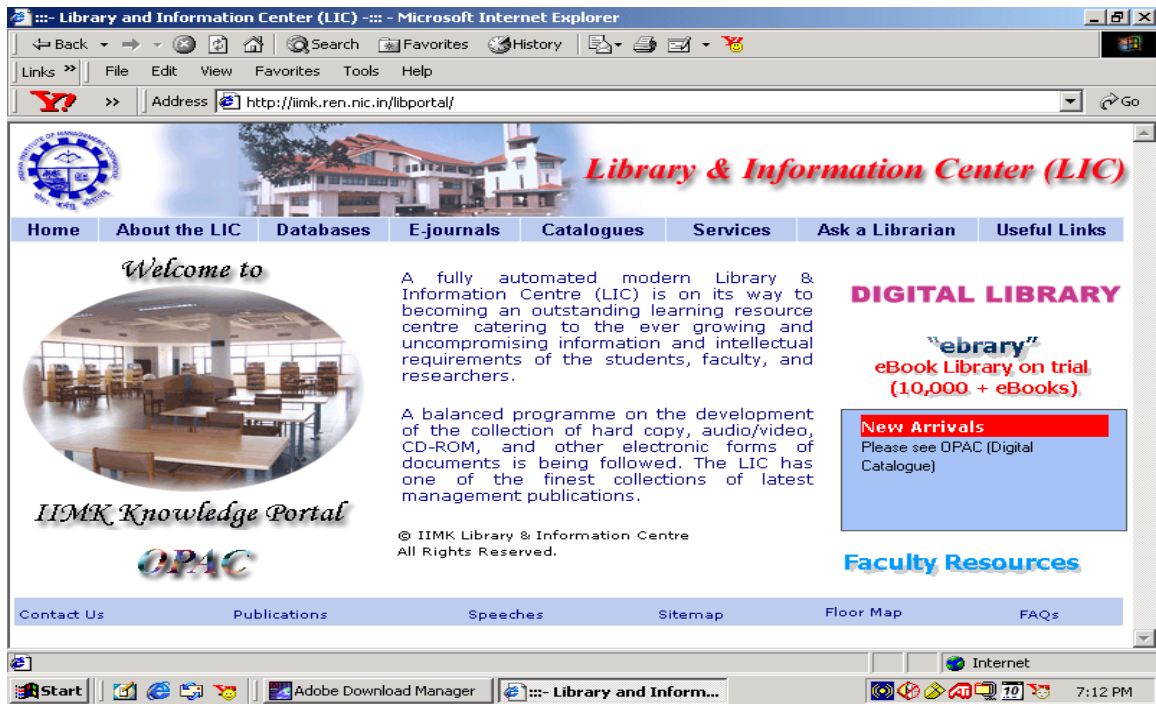 :::- Library and Information Center (LIC) -::: - Microsoft Internet Explorer
Back Search Favorites History
Links » File Edit View Favorites Tools Help
Y! » Address http://iimk.ren.nic.in/libportal/ Go
Library & Information Center (LIC)
Home About the LIC Databases E-journals Catalogues Services Ask a Librarian Useful Links
Welcome to
IIMK Knowledge Portal
OPAC
A fully automated modern Library &
Information Centre (LIC) is on its way to
becoming an outstanding learning resource
centre catering to the ever growing and
uncompromising information and intellectual
requirements of the students, faculty, and
researchers.
A balanced programme on the development
of the collection of hard copy, audio/video,
CD-ROM, and other electronic forms of
documents is being followed. The LIC has
one of the finest collections of latest
management publications.
© IIMK Library & Information Centre
All Rights Reserved.
DIGITAL LIBRARY
"ebrary"
eBook Library on trial
(10,000 + eBooks)
New Arrivals
Please see OPAC (Digital
Catalogue)
Faculty Resources
Contact Us Publications Speeches Sitemap Floor Map FAQs
Internet
Start Adobe Download Manager :::- Library and Inform... 10 7:12 PM